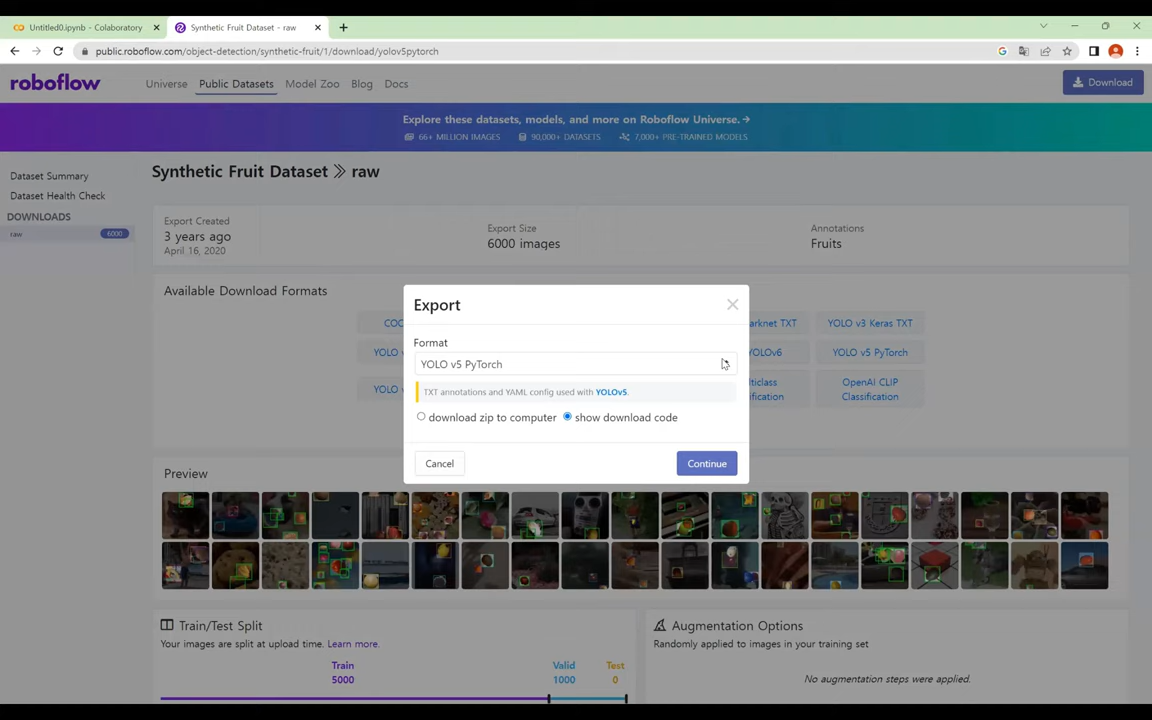 Untitled0.ipynb - Colaboratory
Synthetic Fruit Dataset - raw
public.roboflow.com/object-detection/synthetic-fruit/1/download/yolov5pytorch
roboflow
Universe
Public Datasets
Model Zoo
Blog
Docs
Download
Explore these datasets, models, and more on Roboflow Universe.
66+ MILLION IMAGES
90,000+ DATASETS
7,000+ PRE-TRAINED MODELS
Dataset Summary
Dataset Health Check
DOWNLOADS
raw
6000
Synthetic Fruit Dataset
raw
Export Created
3 years ago
April 16, 2020
Export Size
6000 images
Annotations
Fruits
Available Download Formats
YOLO v3 Keras TXT
YOLO v5 PyTorch
OpenAI CLIP
Classification
Export
Format
YOLO v5 PyTorch
TXT annotations and YAML config used with YOLOv5.
download zip to computer
show download code
Cancel
Continue
Preview
Train/Test Split
Your images are split at upload time. Learn more.
Train
5000
Valid
1000
Test
0
Augmentation Options
Randomly applied to images in your training set
No augmentation steps were applied.